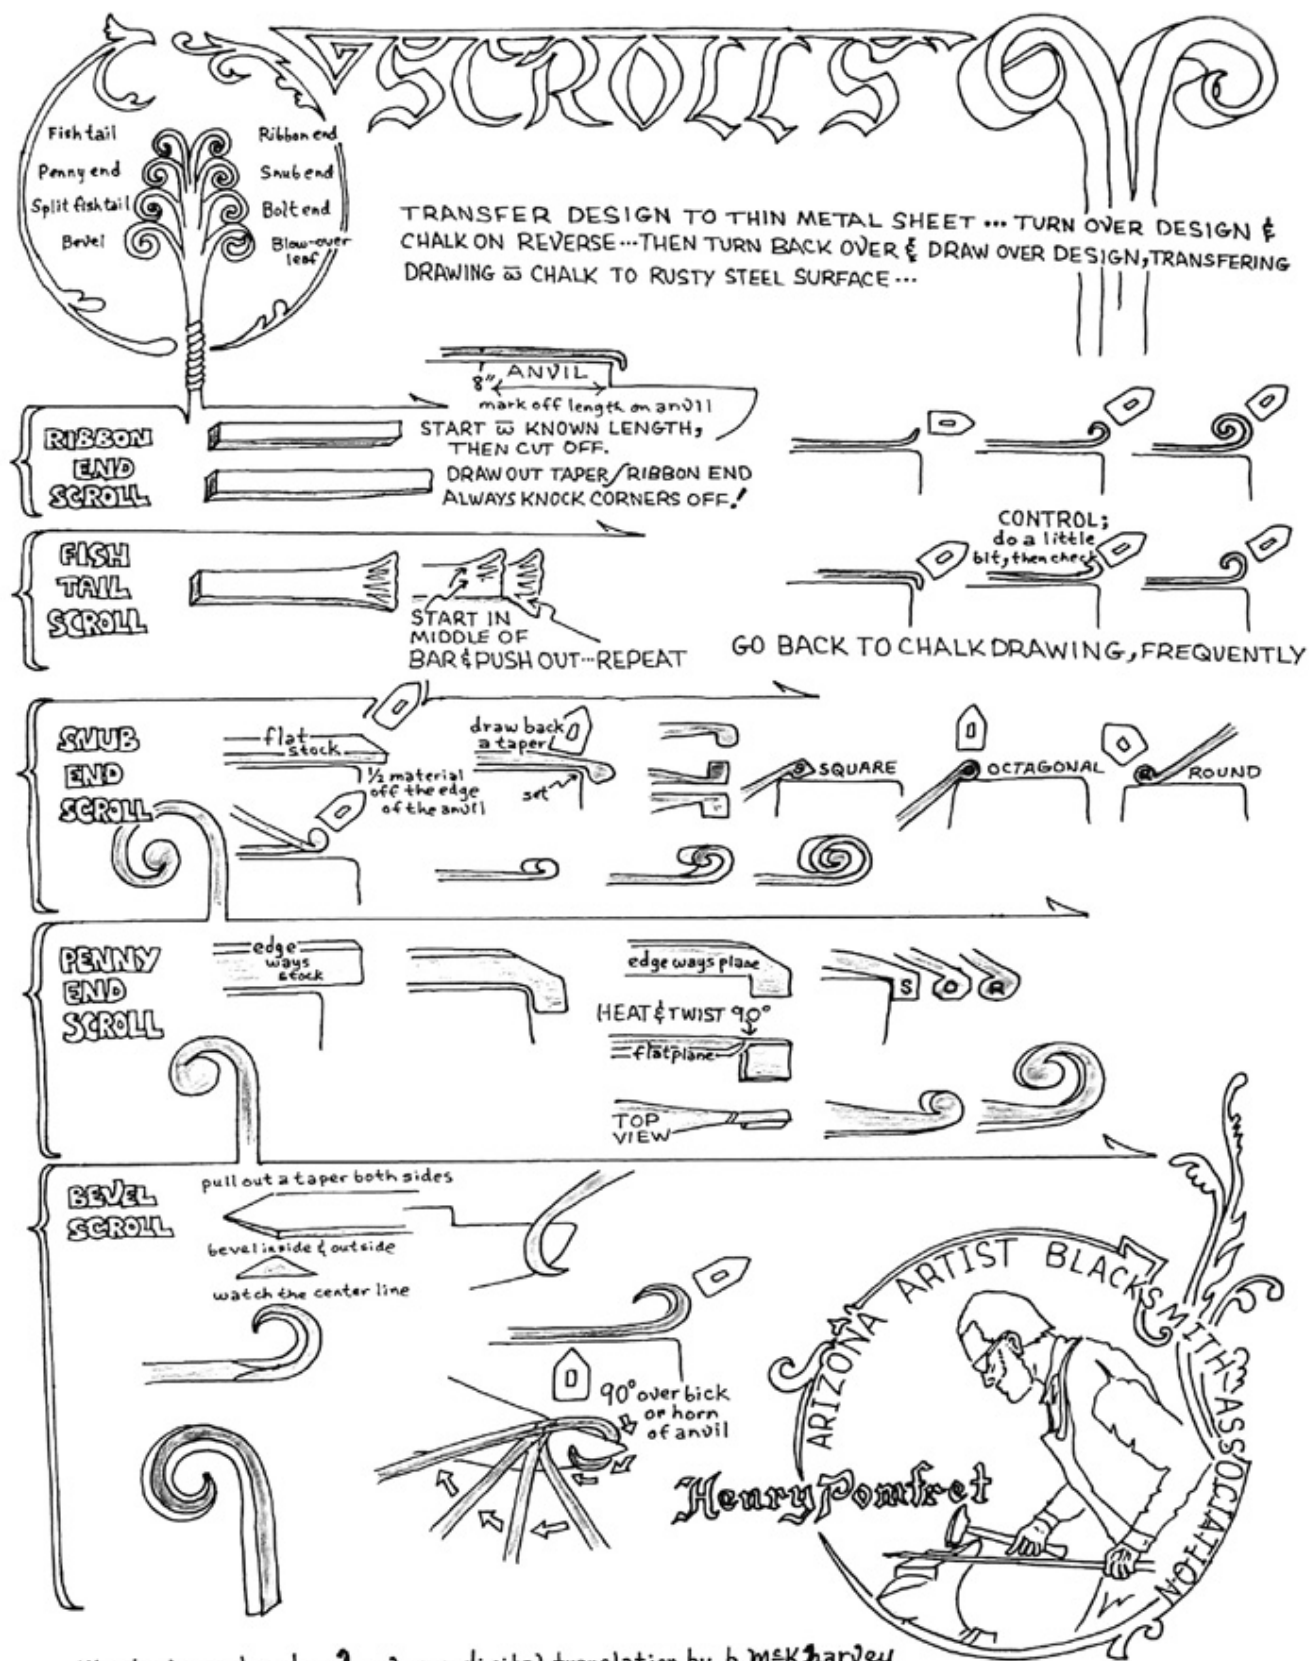 SCROLLS
Fish tail
Penny end
Split fishtail
Bevel
Ribbon end
Snub end
Bolt end
Blow-over
leaf
TRANSFER DESIGN TO THIN METAL SHEET ... TURN OVER DESIGN &
CHALK ON REVERSE...THEN TURN BACK OVER & DRAW OVER DESIGN, TRANSFERING
DRAWING w̅ CHALK TO RUSTY STEEL SURFACE...
RIBBON
END
SCROLL
8" ANVIL
mark off length on anvil
START w̅ KNOWN LENGTH,
THEN CUT OFF.
DRAW OUT TAPER/RIBBON END
ALWAYS KNOCK CORNERS OFF!
FISH
TAIL
SCROLL
START IN
MIDDLE OF
BAR & PUSH OUT...REPEAT
CONTROL;
do a little
bit, then check
GO BACK TO CHALK DRAWING, FREQUENTLY
SNUB
END
SCROLL
flat
stock
1/2 material
off the edge
of the anvil
draw back
a taper
set
SQUARE
OCTAGONAL
ROUND
PENNY
END
SCROLL
edge
ways
stock
edge ways plane
S O R
HEAT & TWIST 90°
flat plane
TOP
VIEW
BEVEL
SCROLL
pull out a taper both sides
bevel inside & outside
watch the center line
90° over bick
or horn
of anvil
ARIZONA ARTIST BLACKSMITH ASSOCIATION
Henry Pomfret
digital translation by h mcK harvey